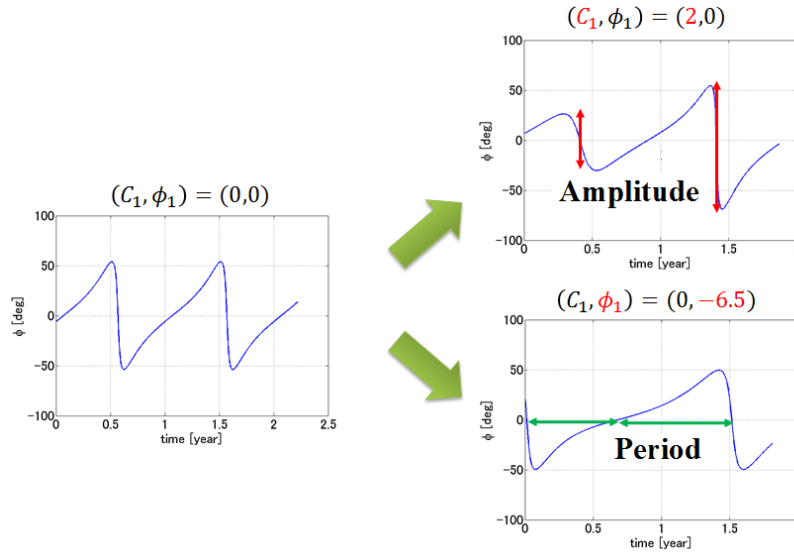 (C₁, ϕ₁) = (2,0)
100
50
0
−50
−100
ϕ [deg]
Amplitude
0
0.5
1
1.5
time [year]
(C₁, ϕ₁) = (0,0)
100
50
0
−50
−100
ϕ [deg]
0
0.5
1
1.5
2
2.5
time [year]
(C₁, ϕ₁) = (0, −6.5)
100
50
0
−50
−100
ϕ [deg]
Period
0
0.5
1
1.5
time [year]